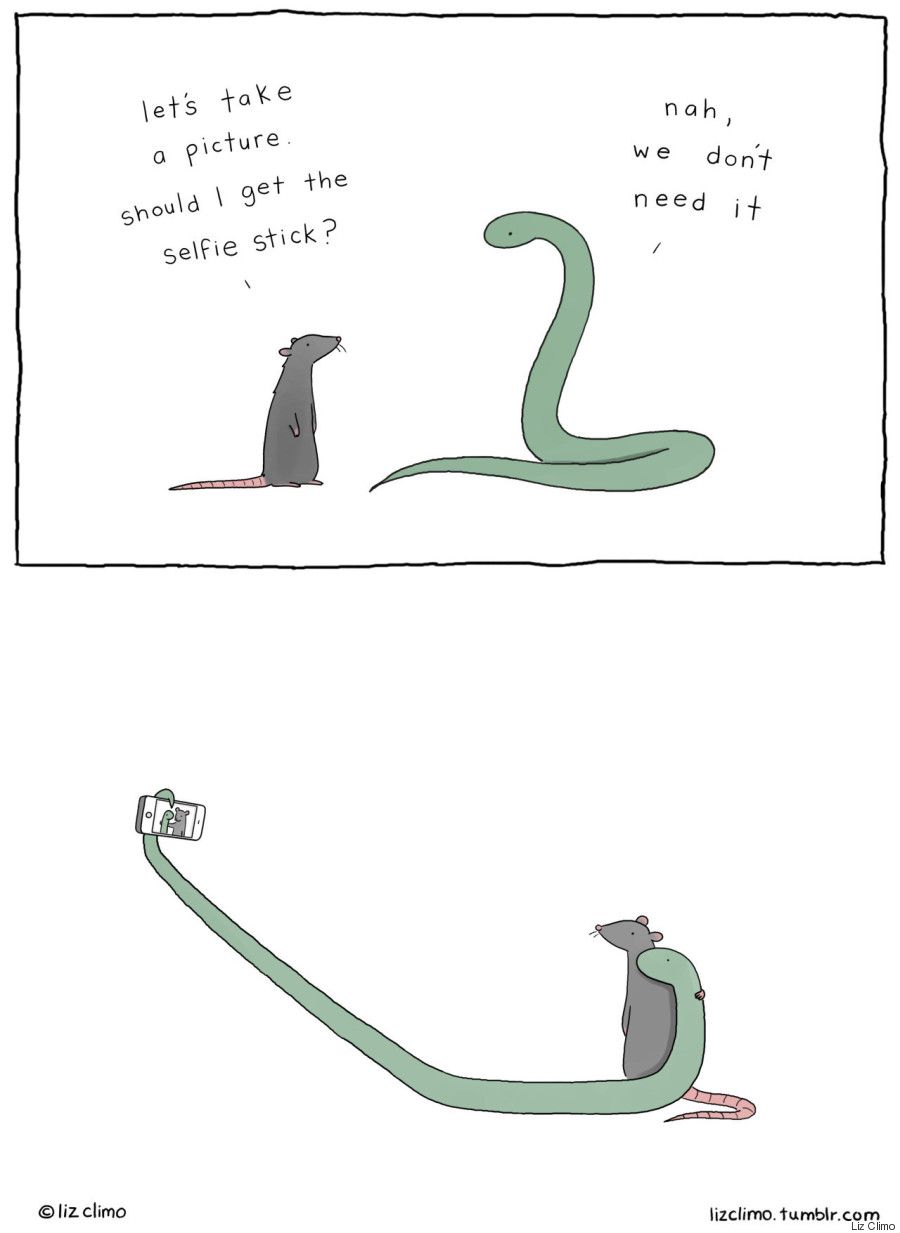 let's take
a picture.
should I get the
selfie stick?
nah,
we don't
need it
© liz climo
lizclimo.tumblr.com
Liz Climo